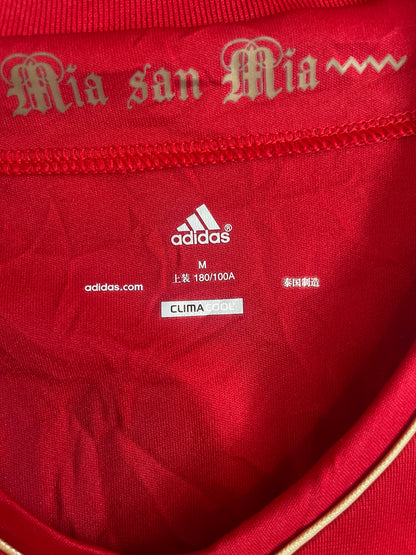 Mia san Mia
adidas®
M
adidas.com 上装 180/100A 泰国制造
CLIMACOOL®